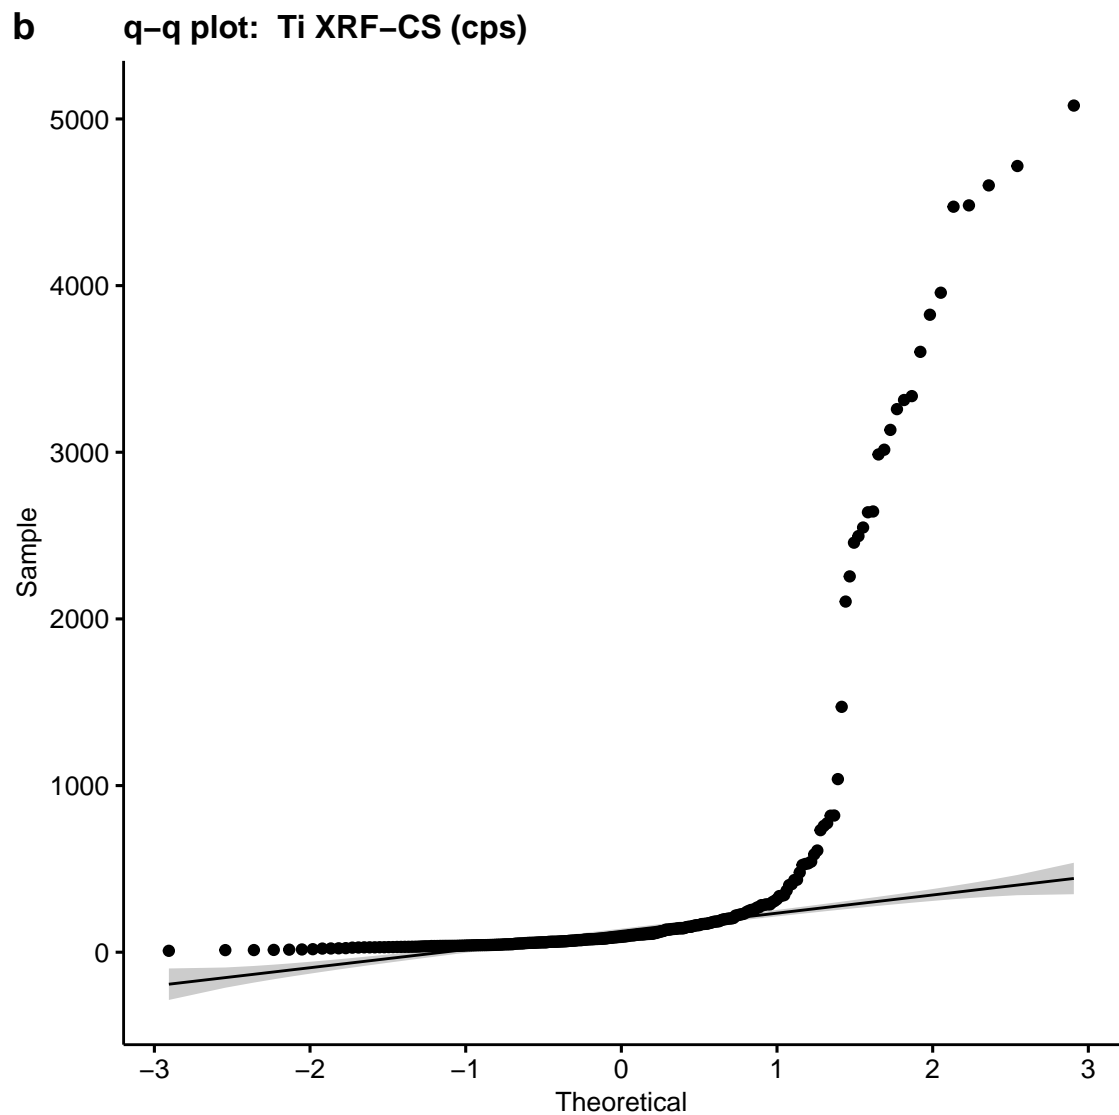 b
q–q plot: Ti XRF–CS (cps)
5000
4000
3000
2000
1000
0
Sample
–3 –2 –1 0 1 2 3
Theoretical